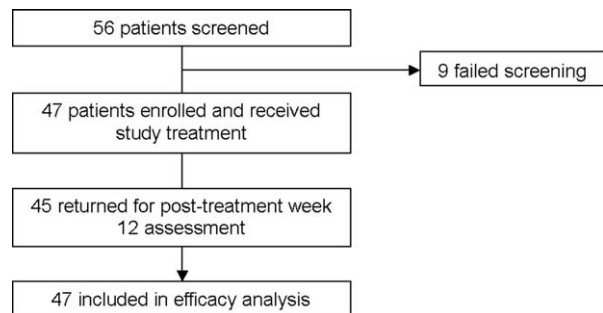 56 patients screened
9 failed screening
47 patients enrolled and received
study treatment
45 returned for post-treatment week
12 assessment
47 included in efficacy analysis